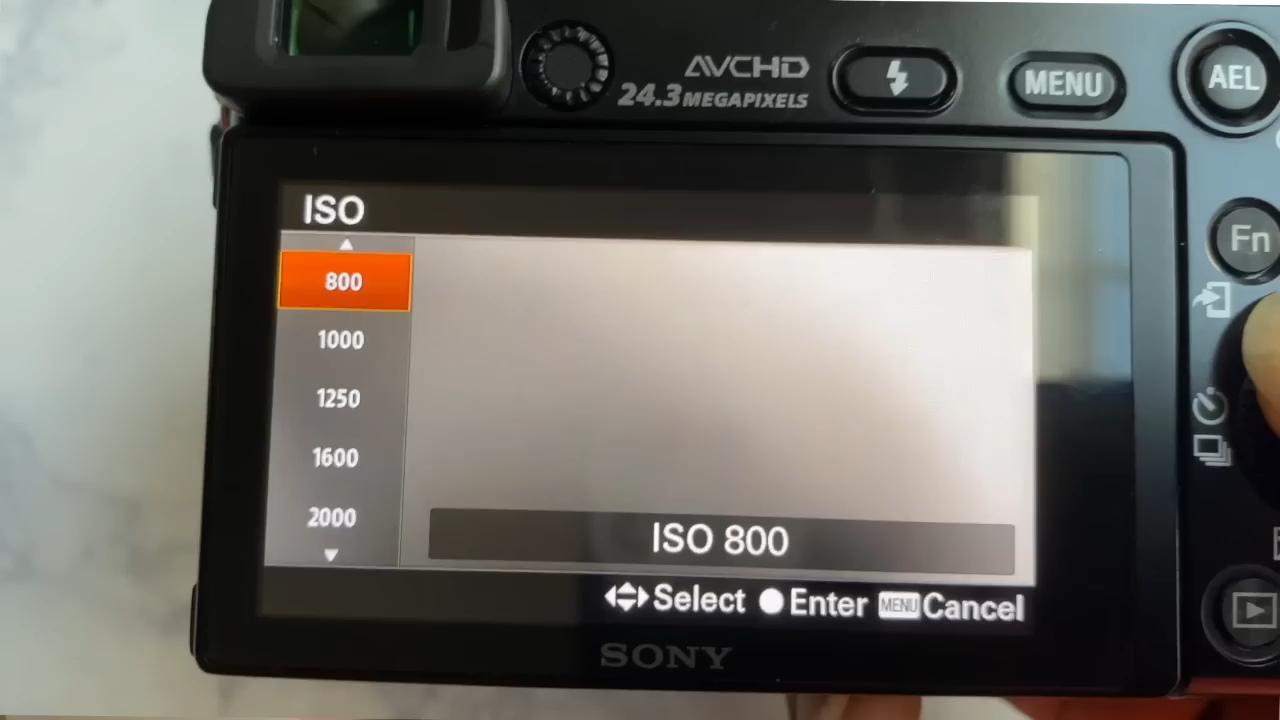 AVCHD
24.3 MEGAPIXELS
MENU
AEL
Fn
ISO
800
1000
1250
1600
2000
ISO 800
Select Enter MENU Cancel
SONY